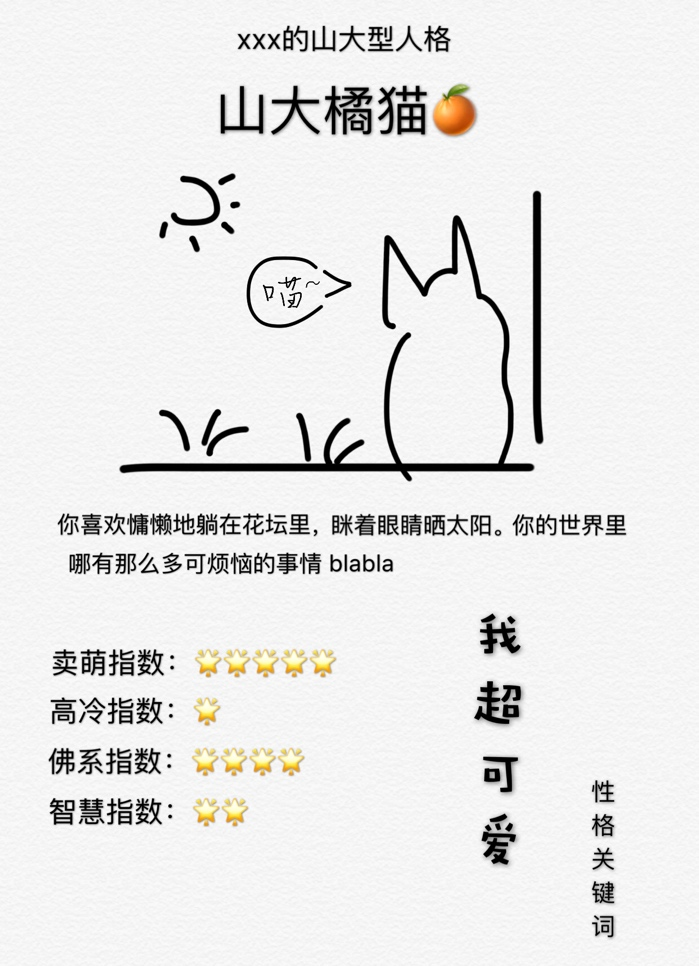 xxx的山大型人格
山大橘猫🍊
喵~
你喜欢慵懒地躺在花坛里，眯着眼睛晒太阳。你的世界里
哪有那么多可烦恼的事情 blabla
卖萌指数：🌟🌟🌟🌟🌟
高冷指数：🌟
佛系指数：🌟🌟🌟🌟
智慧指数：🌟🌟
我超可爱
性格关键词